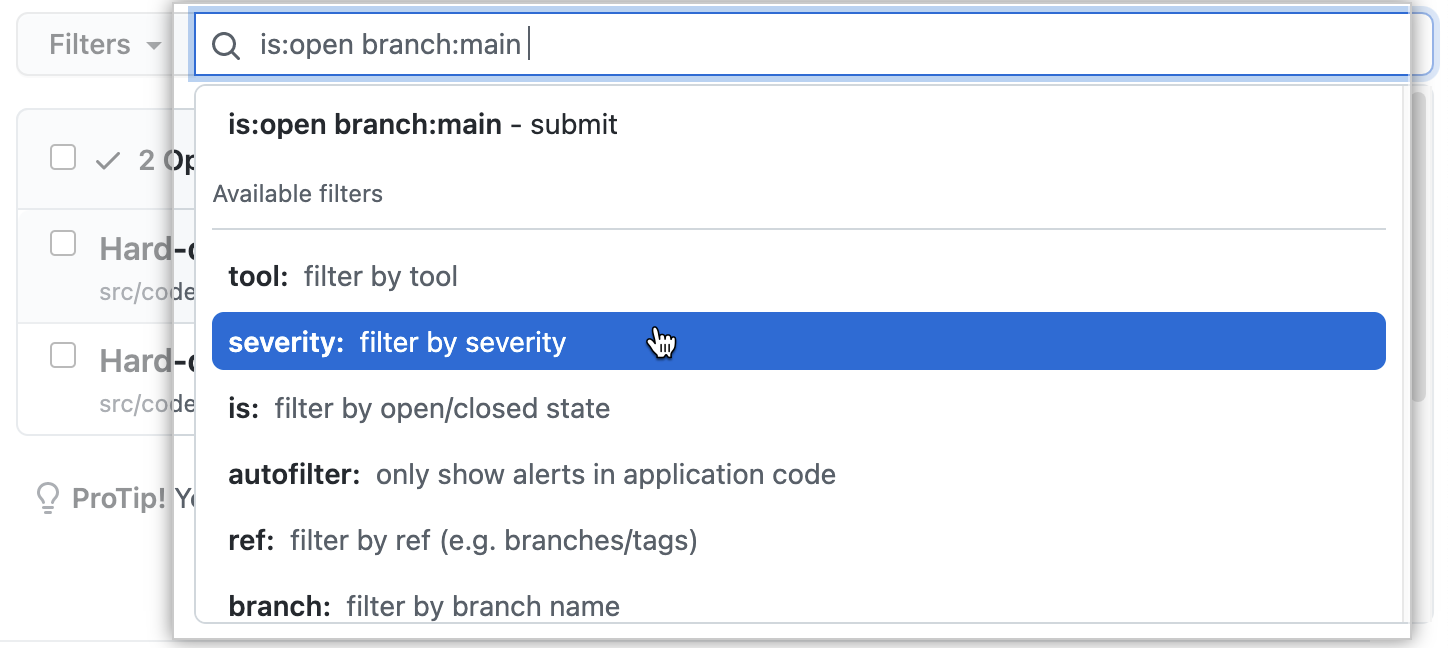 Filters
is:open branch:main
is:open branch:main - submit
Available filters
2 Op
tool: filter by tool
Hard-
src/code
severity: filter by severity
is: filter by open/closed state
Hard-
src/code
autofilter: only show alerts in application code
ProTip! Yo
ref: filter by ref (e.g. branches/tags)
branch: filter by branch name